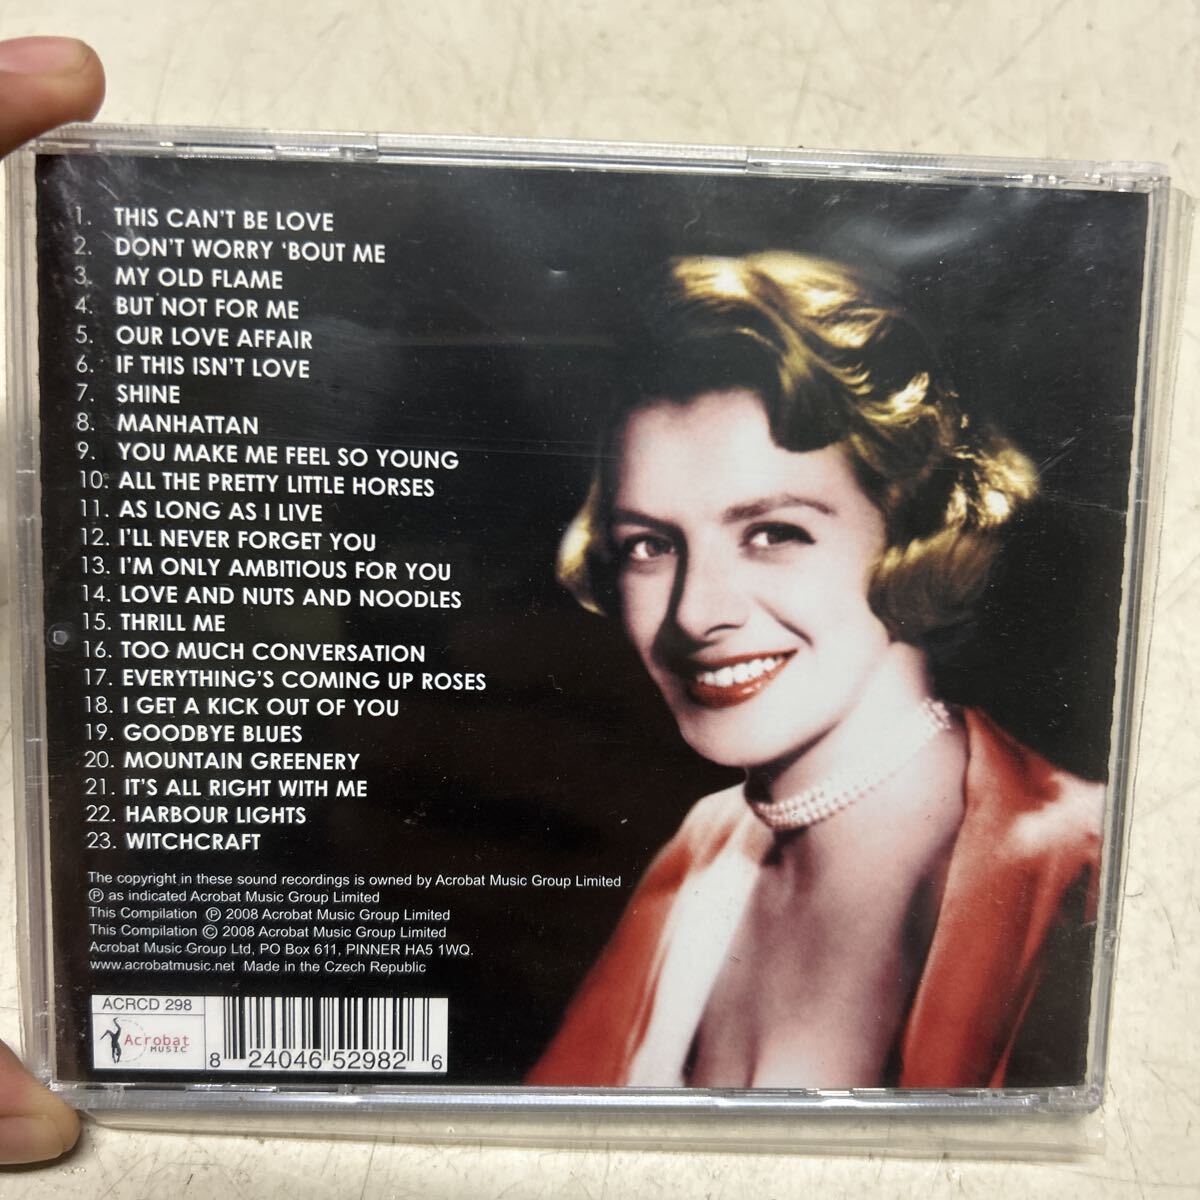 1. THIS CAN'T BE LOVE
2. DON'T WORRY 'BOUT ME
3. MY OLD FLAME
4. BUT NOT FOR ME
5. OUR LOVE AFFAIR
6. IF THIS ISN'T LOVE
7. SHINE
8. MANHATTAN
9. YOU MAKE ME FEEL SO YOUNG
10. ALL THE PRETTY LITTLE HORSES
11. AS LONG AS I LIVE
12. I'LL NEVER FORGET YOU
13. I'M ONLY AMBITIOUS FOR YOU
14. LOVE AND NUTS AND NOODLES
15. THRILL ME
16. TOO MUCH CONVERSATION
17. EVERYTHING'S COMING UP ROSES
18. I GET A KICK OUT OF YOU
19. GOODBYE BLUES
20. MOUNTAIN GREENERY
21. IT'S ALL RIGHT WITH ME
22. HARBOUR LIGHTS
23. WITCHCRAFT
The copyright in these sound recordings is owned by Acrobat Music Group Limited
℗ as indicated Acrobat Music Group Limited
This Compilation ℗ 2008 Acrobat Music Group Limited
This Compilation © 2008 Acrobat Music Group Limited
Acrobat Music Group Ltd, PO Box 611, PINNER HA5 1WQ.
www.acrobatmusic.net Made in the Czech Republic
ACRCD 298
Acrobat
MUSIC
8 24046 52982 6